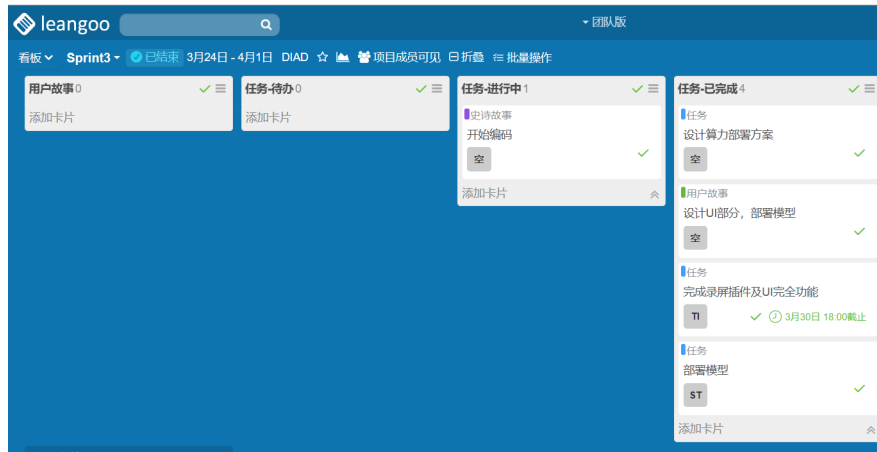 leangoo
团队版
看板 Sprint3 已结束 3月24日 - 4月1日 DIAD 项目成员可见 折叠 批量操作
用户故事 0
添加卡片
任务-待办 0
添加卡片
任务-进行中 1
史诗故事
开始编码
空
添加卡片
任务-已完成 4
任务
设计算力部署方案
空
用户故事
设计UI部分，部署模型
空
任务
完成录屏插件及UI完全功能
TI 3月30日 18:00截止
任务
部署模型
ST
添加卡片